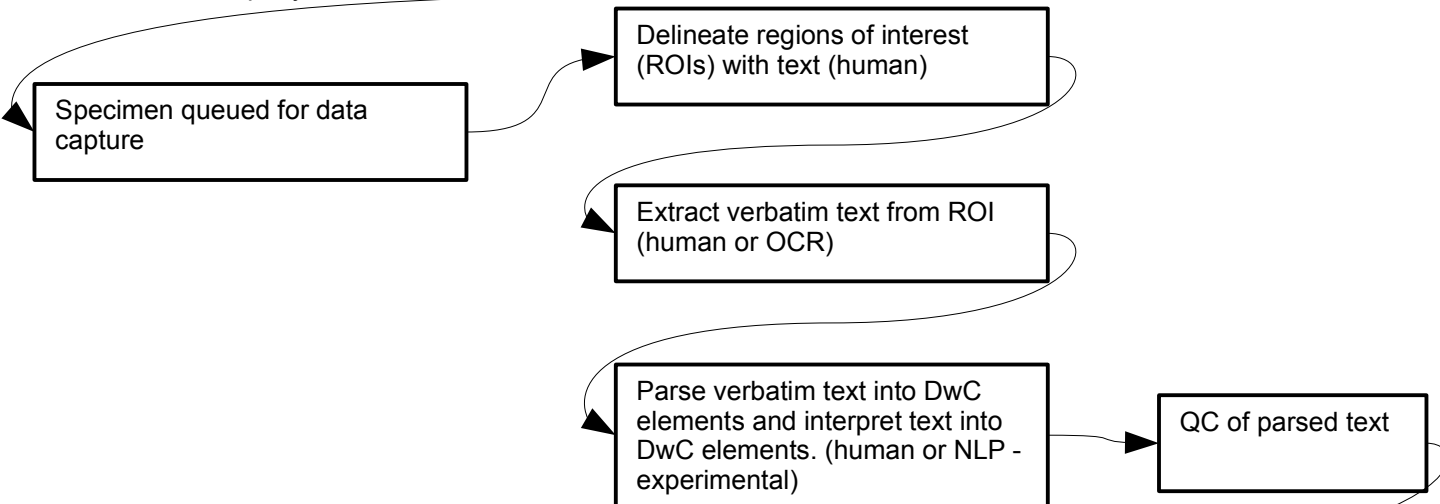 Delineate regions of interest
(ROIs) with text (human)
Specimen queued for data
capture
Extract verbatim text from ROI
(human or OCR)
Parse verbatim text into DwC
elements and interpret text into
DwC elements. (human or NLP -
experimental)
QC of parsed text